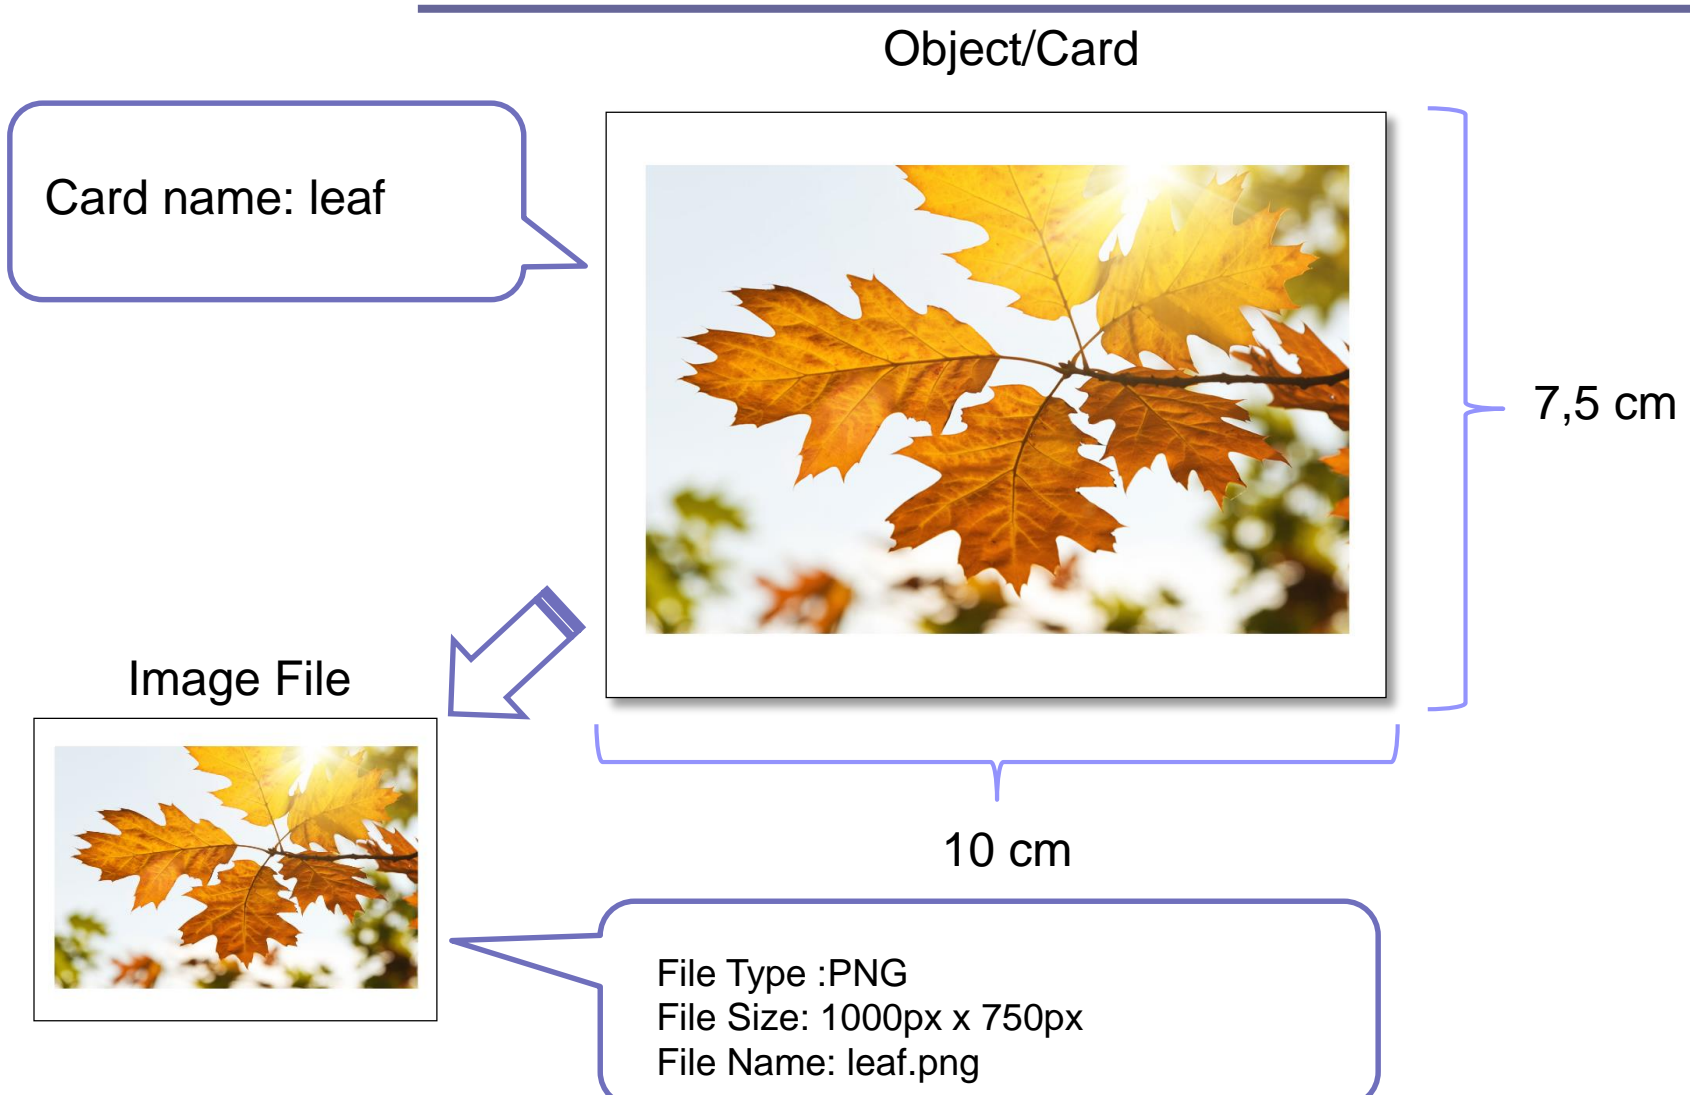 Object/Card
Card name: leaf
7,5 cm
Image File
10 cm
File Type :PNG
File Size: 1000px x 750px
File Name: leaf.png